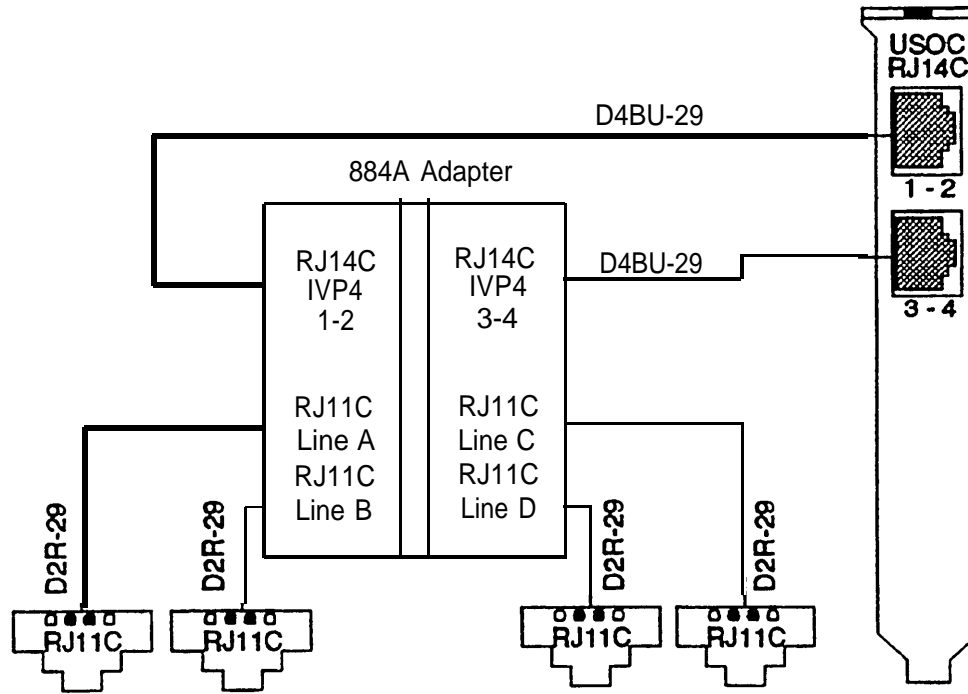 USOC
RJ14C
D4BU-29
1 - 2
884A Adapter
RJ14C
IVP4
1-2
RJ14C
IVP4
3-4
D4BU-29
3 - 4
RJ11C
Line A
RJ11C
Line B
RJ11C
Line C
RJ11C
Line D
D2R-29
D2R-29
D2R-29
D2R-29
RJ11C
RJ11C
RJ11C
RJ11C